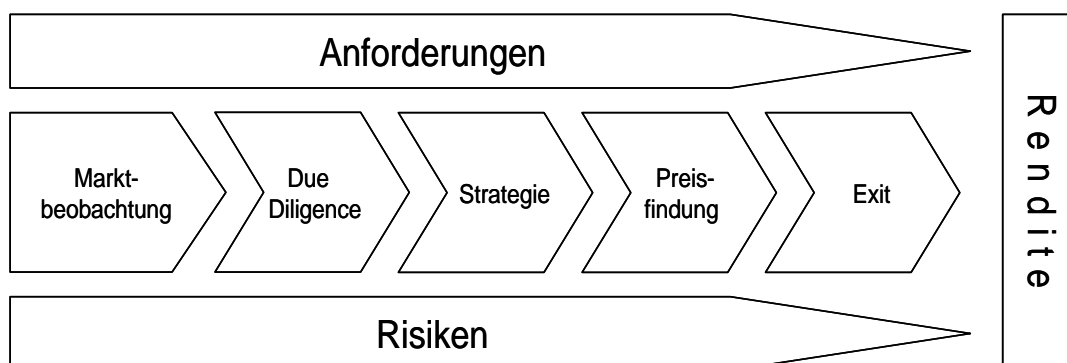 Anforderungen
Markt-
beobachtung
Due
Diligence
Strategie
Preis-
findung
Exit
Risiken
Rendite